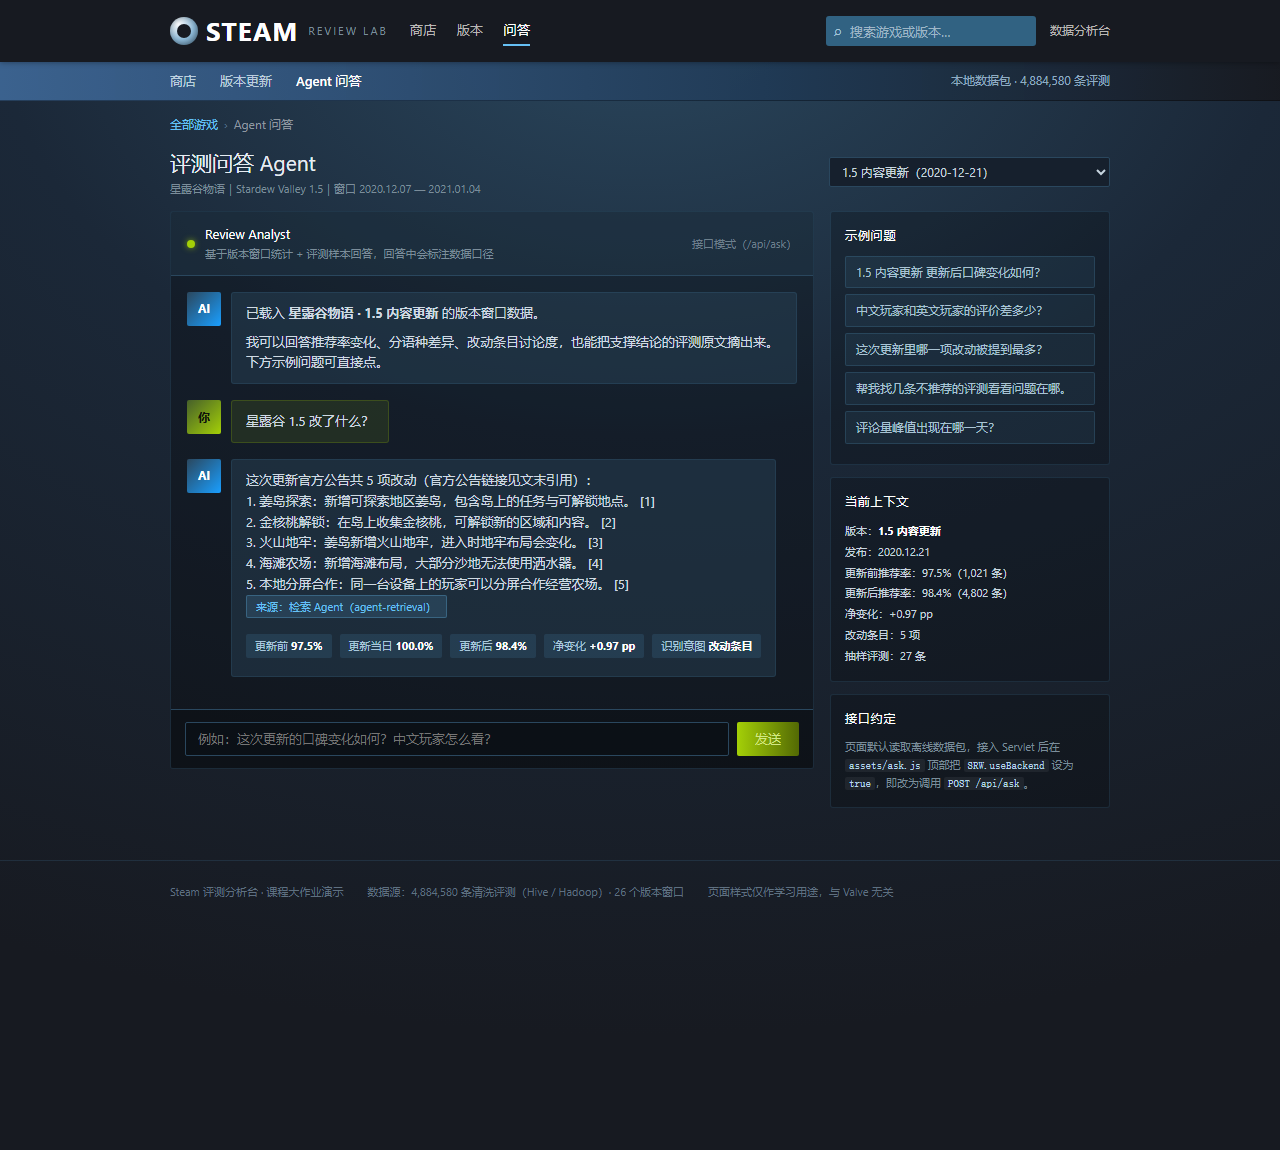 STEAM REVIEW LAB 商店 版本 问答
搜索游戏或版本... 数据分析台
商店 版本更新 Agent 问答
本地数据包 · 4,884,580 条评测
全部游戏 › Agent 问答
评测问答 Agent
星露谷物语 | Stardew Valley 1.5 | 窗口 2020.12.07 — 2021.01.04
1.5 内容更新（2020-12-21）
Review Analyst
基于版本窗口统计 + 评测样本回答，回答中会标注数据口径
接口模式（/api/ask）
AI
已载入 星露谷物语 · 1.5 内容更新 的版本窗口数据。
我可以回答推荐率变化、分语种差异、改动条目讨论度，也能把支撑结论的评测原文摘出来。
下方示例问题可直接点。
你
星露谷 1.5 改了什么？
AI
这次更新官方公告共 5 项改动（官方公告链接见文末引用）：
1. 姜岛探索：新增可探索地区姜岛，包含岛上的任务与可解锁地点。 [1]
2. 金核桃解锁：在岛上收集金核桃，可解锁新的区域和内容。 [2]
3. 火山地牢：姜岛新增火山地牢，进入时地牢布局会变化。 [3]
4. 海滩农场：新增海滩布局，大部分沙地无法使用洒水器。 [4]
5. 本地分屏合作：同一台设备上的玩家可以分屏合作经营农场。 [5]
来源：检索 Agent（agent-retrieval）
更新前 97.5% 更新当日 100.0% 更新后 98.4% 净变化 +0.97 pp 识别意图 改动条目
例如：这次更新的口碑变化如何？中文玩家怎么看？
发送
示例问题
1.5 内容更新 更新后口碑变化如何？
中文玩家和英文玩家的评价差多少？
这次更新里哪一项改动被提到最多？
帮我找几条不推荐的评测看看问题在哪。
评论量峰值出现在哪一天？
当前上下文
版本：1.5 内容更新
发布：2020.12.21
更新前推荐率：97.5%（1,021 条）
更新后推荐率：98.4%（4,802 条）
净变化：+0.97 pp
改动条目：5 项
抽样评测：27 条
接口约定
页面默认读取离线数据包，接入 Servlet 后在
assets/ask.js 顶部把 SRW.useBackend 设为
true，即改为调用 POST /api/ask。
Steam 评测分析台 · 课程大作业演示 数据源：4,884,580 条清洗评测（Hive / Hadoop）· 26 个版本窗口 页面样式仅作学习用途，与 Valve 无关